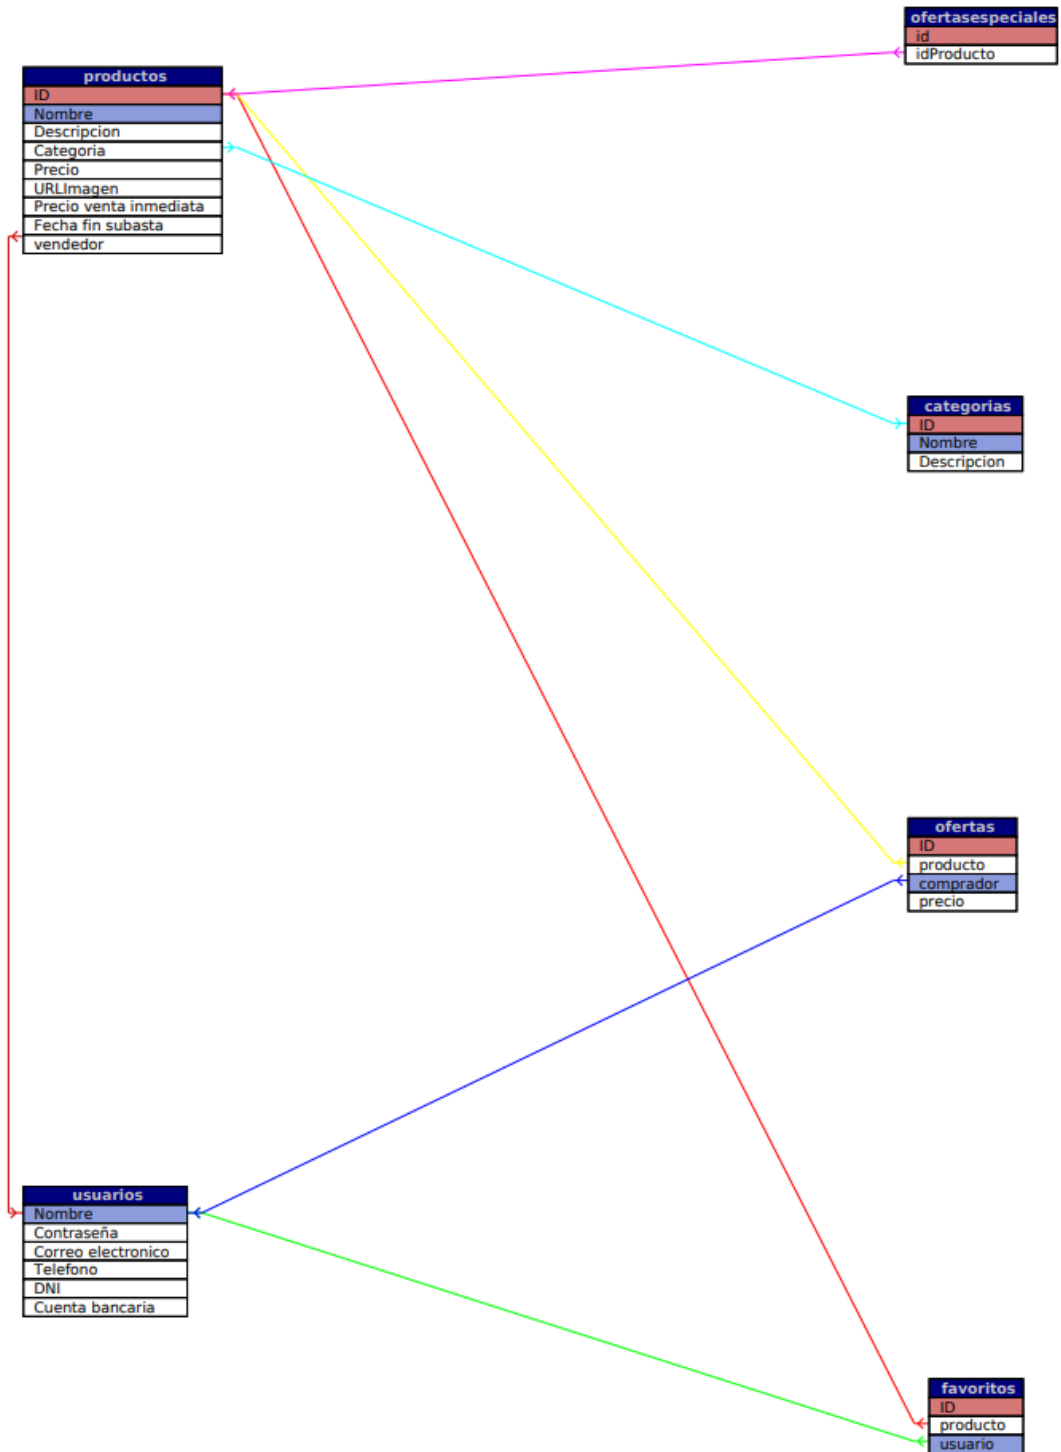 ofertasespeciales
id
idProducto
productos
ID
Nombre
Descripcion
Categoria
Precio
URLImagen
Precio venta inmediata
Fecha fin subasta
vendedor
categorias
ID
Nombre
Descripcion
ofertas
ID
producto
comprador
precio
usuarios
Nombre
Contraseña
Correo electronico
Telefono
DNI
Cuenta bancaria
favoritos
ID
producto
usuario